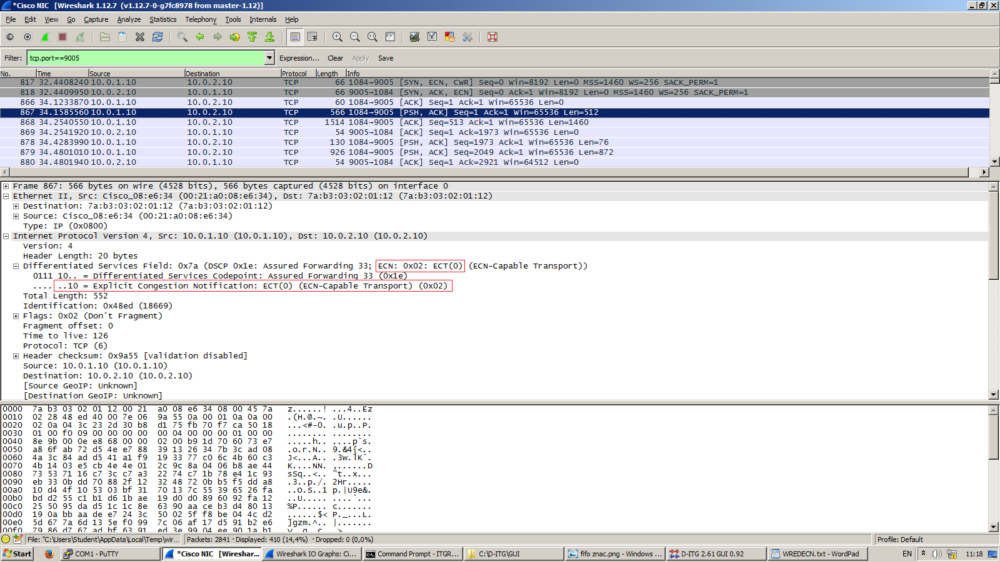 *Cisco NIC [Wireshark 1.12.7 (v1.12.7-0-g7fc8978 from master-1.12)]
File Edit View Go Capture Analyze Statistics Telephony Tools Internals Help
Filter: tcp.port==9005 Expression... Clear Apply Save
No. Time Source Destination Protocol Length Info
817 32.4408240 10.0.1.10 10.0.2.10 TCP 66 1084→9005 [SYN, ECN, CWR] Seq=0 Win=8192 Len=0 MSS=1460 WS=256 SACK_PERM=1
818 32.4409950 10.0.2.10 10.0.1.10 TCP 66 9005→1084 [SYN, ACK, ECN] Seq=0 Ack=1 Win=8192 Len=0 MSS=1460 WS=256 SACK_PERM=1
866 34.1233870 10.0.1.10 10.0.2.10 TCP 60 1084→9005 [ACK] Seq=1 Ack=1 Win=65536 Len=0
867 34.1585560 10.0.1.10 10.0.2.10 TCP 566 1084→9005 [PSH, ACK] Seq=1 Ack=1 Win=65536 Len=512
868 34.2540550 10.0.1.10 10.0.2.10 TCP 1514 1084→9005 [ACK] Seq=513 Ack=1 Win=65536 Len=1460
869 34.2541920 10.0.2.10 10.0.1.10 TCP 54 9005→1084 [ACK] Seq=1 Ack=1973 Win=65536 Len=0
878 34.4283990 10.0.1.10 10.0.2.10 TCP 130 1084→9005 [PSH, ACK] Seq=1973 Ack=1 Win=65536 Len=76
879 34.4801010 10.0.1.10 10.0.2.10 TCP 926 1084→9005 [PSH, ACK] Seq=2049 Ack=1 Win=65536 Len=872
880 34.4801940 10.0.2.10 10.0.1.10 TCP 54 9005→1084 [ACK] Seq=1 Ack=2921 Win=64512 Len=0
Frame 867: 566 bytes on wire (4528 bits), 566 bytes captured (4528 bits) on interface 0
Ethernet II, Src: Cisco_08:e6:34 (00:21:a0:08:e6:34), Dst: 7a:b3:03:02:01:12 (7a:b3:03:02:01:12)
Destination: 7a:b3:03:02:01:12 (7a:b3:03:02:01:12)
Source: Cisco_08:e6:34 (00:21:a0:08:e6:34)
Type: IP (0x0800)
Internet Protocol Version 4, Src: 10.0.1.10 (10.0.1.10), Dst: 10.0.2.10 (10.0.2.10)
Version: 4
Header Length: 20 bytes
Differentiated Services Field: 0x7a (DSCP 0x1e: Assured Forwarding 33; ECN: 0x02: ECT(0) (ECN-Capable Transport))
0111 10.. = Differentiated Services Codepoint: Assured Forwarding 33 (0x1e)
.... ..10 = Explicit Congestion Notification: ECT(0) (ECN-Capable Transport) (0x02)
Total Length: 552
Identification: 0x48ed (18669)
Flags: 0x02 (Don't Fragment)
Fragment offset: 0
Time to live: 126
Protocol: TCP (6)
Header checksum: 0x9a55 [validation disabled]
Source: 10.0.1.10 (10.0.1.10)
Destination: 10.0.2.10 (10.0.2.10)
[Source GeoIP: Unknown]
[Destination GeoIP: Unknown]
0000 7a b3 03 02 01 12 00 21 a0 08 e6 34 08 00 45 7a z......! ...4..Ez
0010 02 28 48 ed 40 00 7e 06 9a 55 0a 00 01 0a 0a 00 .(H.@.~. .U......
0020 02 0a 04 3c 23 2d 30 b8 d1 75 fb 70 f7 ca 50 18 ...<#-0. .u.p..P.
0030 01 00 f0 09 00 00 00 00 00 04 00 00 00 01 00 00 ........ ........
0040 8e 9b 00 0e e8 68 00 00 02 00 b9 1d 70 60 73 e7 .....h.. ....p`s.
0050 a8 6f ab 72 d5 4e e7 88 39 13 26 34 7b 3c ad 08 .o.r.N.. 9.&4{<..
0060 4a 3c 84 ad d5 41 a1 f9 19 33 77 c0 6c 4b 60 c3 J<...A.. .3w.lK`.
0070 4b 14 03 e5 cb 4e 4e 01 2c 9c 8a 04 06 b8 ae 44 K....NN. ,......D
0080 73 53 71 16 c7 3c c7 a3 22 74 c7 1b 78 e4 1c 93 sSq..<.. "t..x...
0090 eb 33 0b dd 70 88 2f 12 32 48 72 0b b5 f5 dd a8 .3..p./. 2Hr.....
00a0 10 d4 4f 10 53 03 bf 31 70 13 7c 55 39 65 26 fa ..O.S..1 p.|U9e&.
00b0 bd d2 55 c1 b1 d6 1b ae 19 d0 d0 89 60 92 fa 12 ..U..... ....`...
00c0 25 50 95 da d5 1c 1c 8e 63 90 aa ce b3 d4 80 13 %P...... c.......
00d0 19 0a bb aa de e7 24 3c 50 02 5f f8 be 04 4c d2 ......$< P._...L.
00e0 5d 67 7a 6d 13 5e f0 99 7c 06 af 17 d5 91 b2 e6 ]gzm.^.. |.......
00f0 79 86 d7 67 ad bf 63 91 ed 3e 99 04 ee 90 1a b1
File: "C:\Users\Student\AppData\Local\Temp\wir... Packets: 2841 · Displayed: 410 (14,4%) · Dropped: 0 (0,0%) Profile: Default
Start COM1 - PuTTY *Cisco NIC [Wireshar... Wireshark IO Graphs: Ci... Command Prompt - ITGR... C:\D-ITG\GUI fifo znac.png - Windows ... D-ITG 2.61 GUI 0.92 WREDECN.txt - WordPad EN 11:18